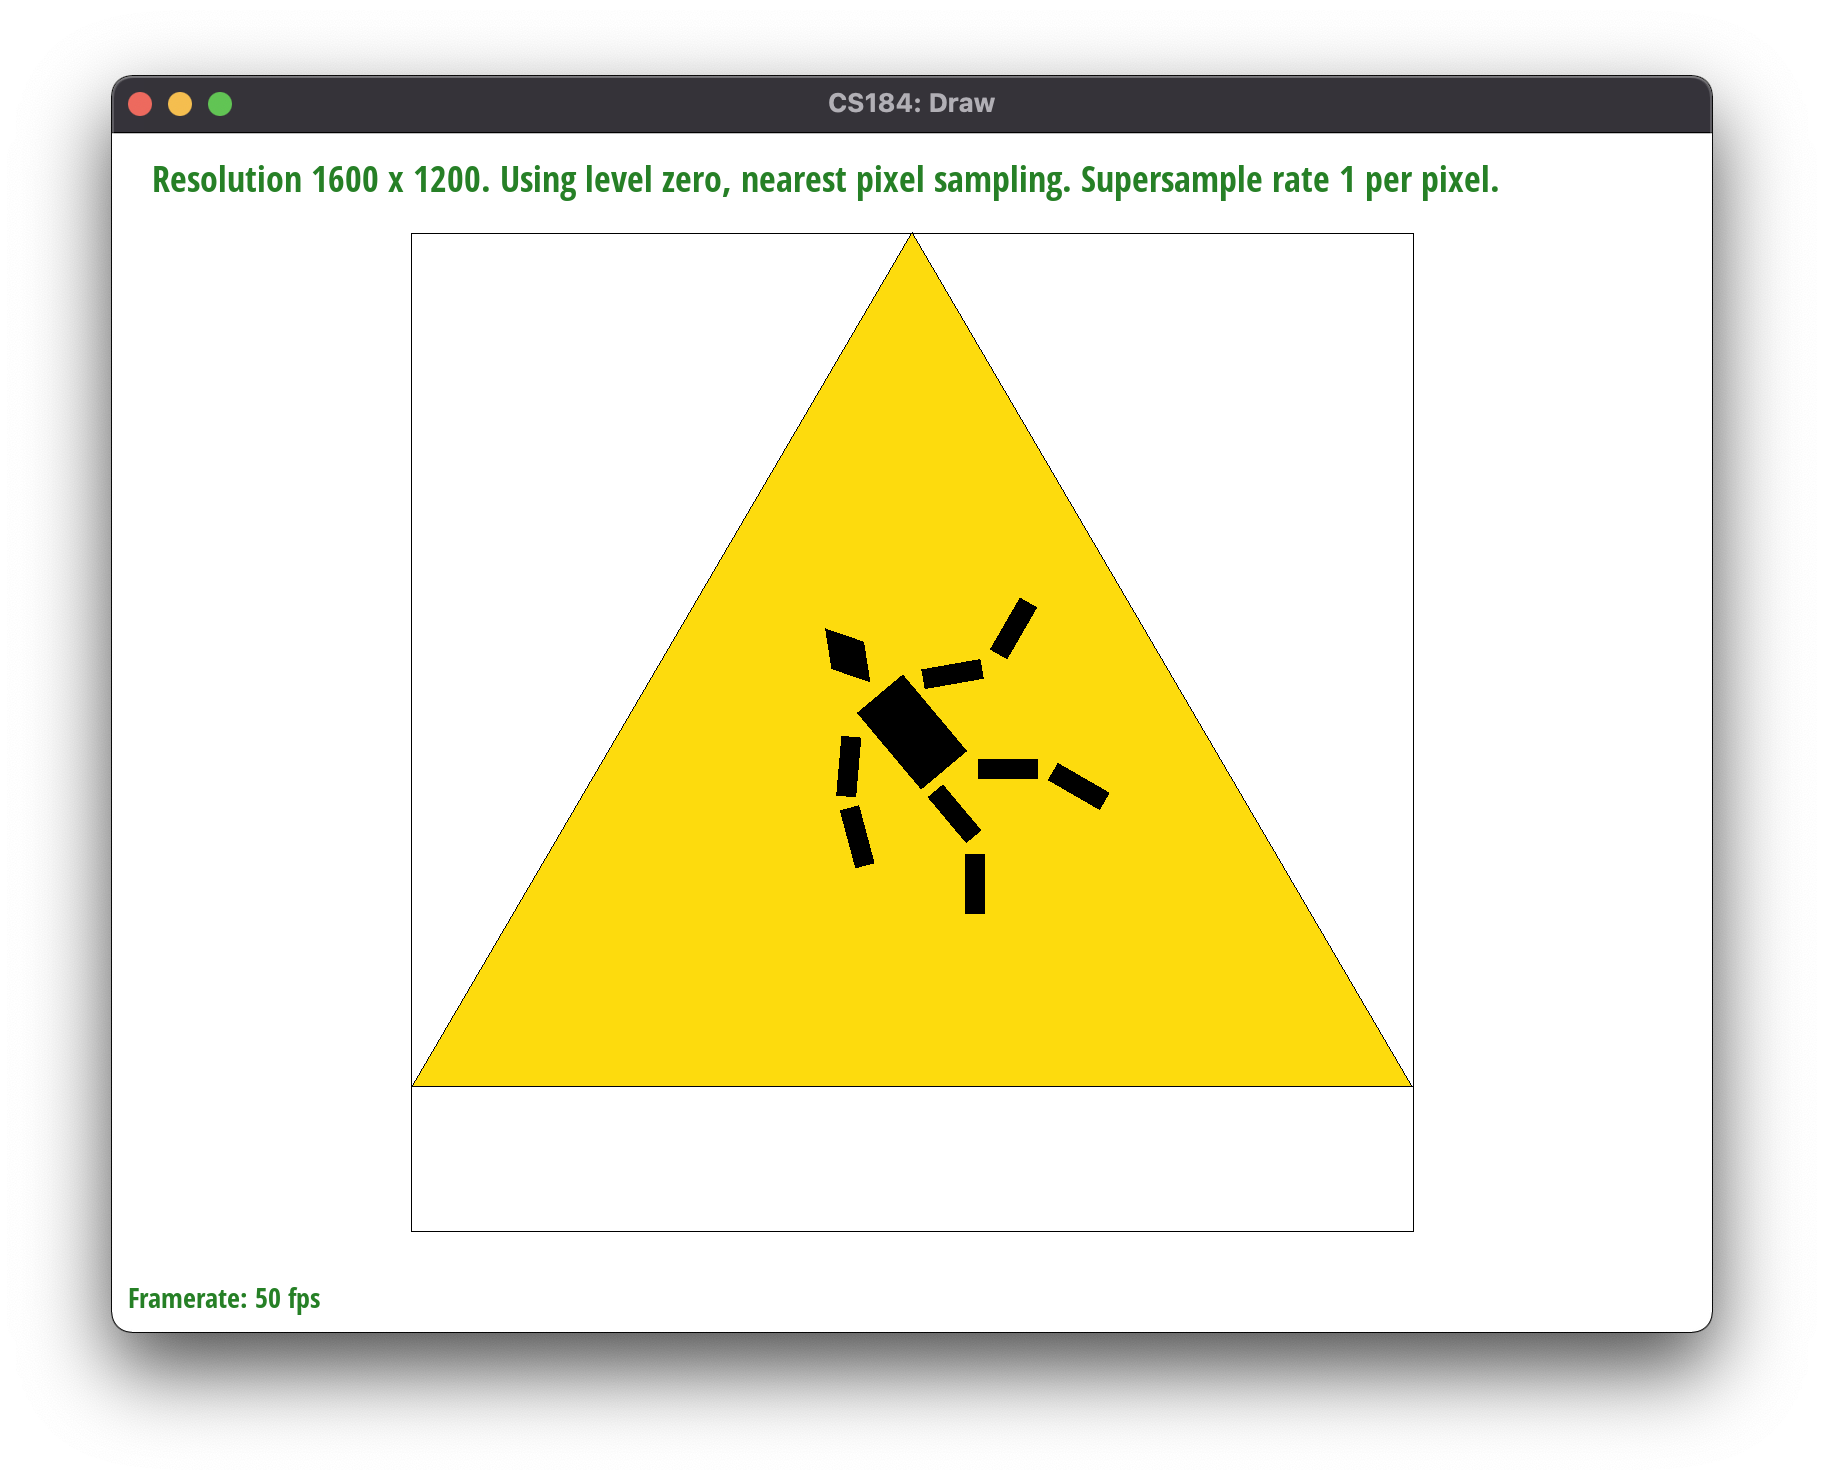 CS184: Draw
Resolution 1600 x 1200. Using level zero, nearest pixel sampling. Supersample rate 1 per pixel.
Framerate: 50 fps